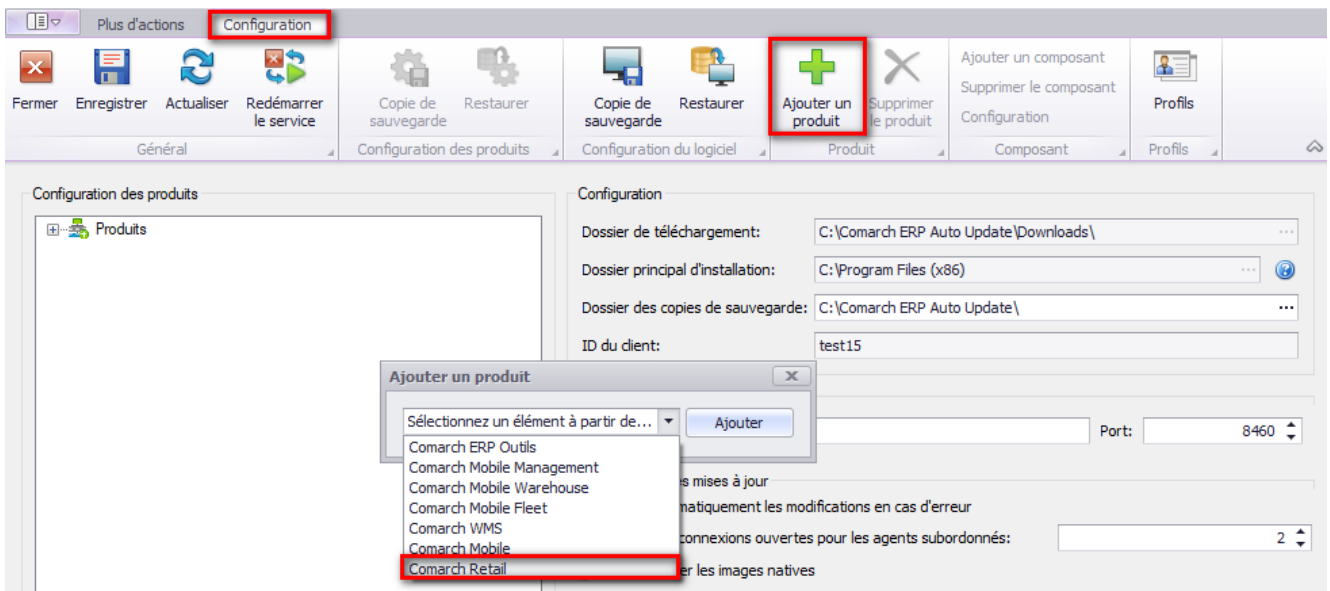 Plus d'actions
Configuration
Fermer
Enregistrer
Actualiser
Redémarrer
le service
Copie de
sauvegarde
Restaurer
Copie de
sauvegarde
Restaurer
Ajouter un
produit
Supprimer
le produit
Ajouter un composant
Supprimer le composant
Configuration
Profils
Général
Configuration des produits
Configuration du logiciel
Produit
Composant
Profils
Configuration des produits
Produits
Configuration
Dossier de téléchargement:
C:\Comarch ERP Auto Update\Downloads\
Dossier principal d'installation:
C:\Program Files (x86)
Dossier des copies de sauvegarde:
C:\Comarch ERP Auto Update\
ID du client:
test15
Ajouter un produit
Sélectionnez un élément à partir de...
Ajouter
Comarch ERP Outils
Comarch Mobile Management
Comarch Mobile Warehouse
Comarch Mobile Fleet
Comarch WMS
Comarch Mobile
Comarch Retail
Port:
8460
mises à jour
les modifications en cas d'erreur
connexions ouvertes pour les agents subordonnés:
2
les images natives